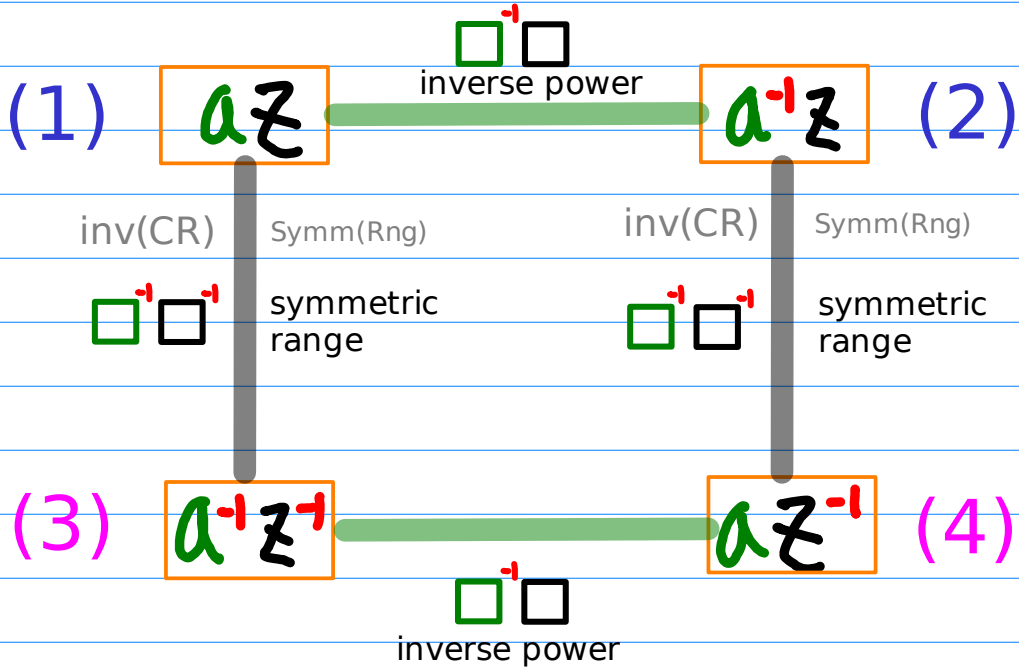 -1
inverse power
(1) az a⁻¹z (2)
inv(CR) Symm(Rng) inv(CR) Symm(Rng)
-1 -1 symmetric -1 -1 symmetric
range range
(3) a⁻¹z⁻¹ az⁻¹ (4)
-1
inverse power